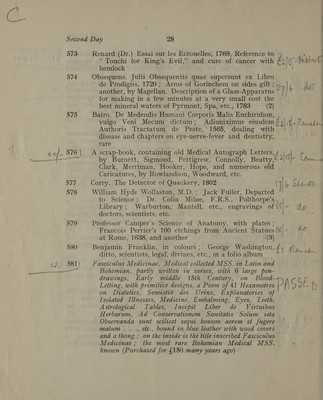 C
Second Day 28
573 Renard (Dr.) Essai sur les Ecrouelles, 1769, Reference to
“ Touchi for King's Evil,” and cure of cancer with
hemlock
574 Obsequens. Julii Obsequentis quae supersunt ex Libro
de Prodigiis, 1720 ; Arms of Gorinchem on sides gilt ;
another, by Magellan. Description of a Glass-Apparatus
for making in a few minutes at a very small cost the
best mineral waters of Pyrmont, Spa, etc., 1783 (2)
575 Bairo. De Medendis Humani Corporis Malis Enchiridion,
vulgo Veni Mecum dictum ; Adiunximus eiusdem
Authoris Tractatum de Peste, 1565, dealing with
disease and chapters on eye-nerve-fever and dentistry,
rare
576 A scrap-book, containing old Medical Autograph Letters,
by Burnett, Sigmond, Pettigrew, Connolly, Beatty,
Clark, Merriman, Hooker, Hope, and numerous old
Caricatures, by Rowlandson, Woodward, etc.
577 Corry. The Detector of Quackery, 1802
578 William Hyde Wollaston, M.D. ; Jack Fuller, Departed
to Science ; Dr. Colin Milne, F.R.S., Polthorpe's,
Library ; Warburton, Mantell, etc., engravings of
doctors, scientists, etc.
579 Professor Camper's Science of Anatomy, with plates ;
Francois Perrier's 100 etchings from Ancient Statues
at Rome, 1638, and another (3)
580 Benjamin Franklin, in colours ; George Washington,
ditto, scientists, legal, divines, etc., in a folio album
581 Fasciculus Medicinae. Medical collected MSS. in Latin and
Bohemian, partly written in verses, with 6 large pen-
drawings, Early middle 15th Century, on Blood-
Letting, with primitive designs, a Poem of 41 Hexametres
on Diatetics, Semistik des Urins, Explanatories of
Isolated Illnesses, Medicine, Embalming, Eyes, Teeth,
Astrological Tables, Incipit Liber de Virtuibus
Herbarum, Ad Conservationem Sanitatis Solum ista
Observanda sunt wilicet sequi bonum aerem et fugere
malum . . ., etc., bound in blue leather with wood covers
and a thong ; on the inside is the title inscribed Fasciculus
Medicinae ; the most rare Bohemian Medical MSS.
known (Purchased for £180 many years ago)
PASSED